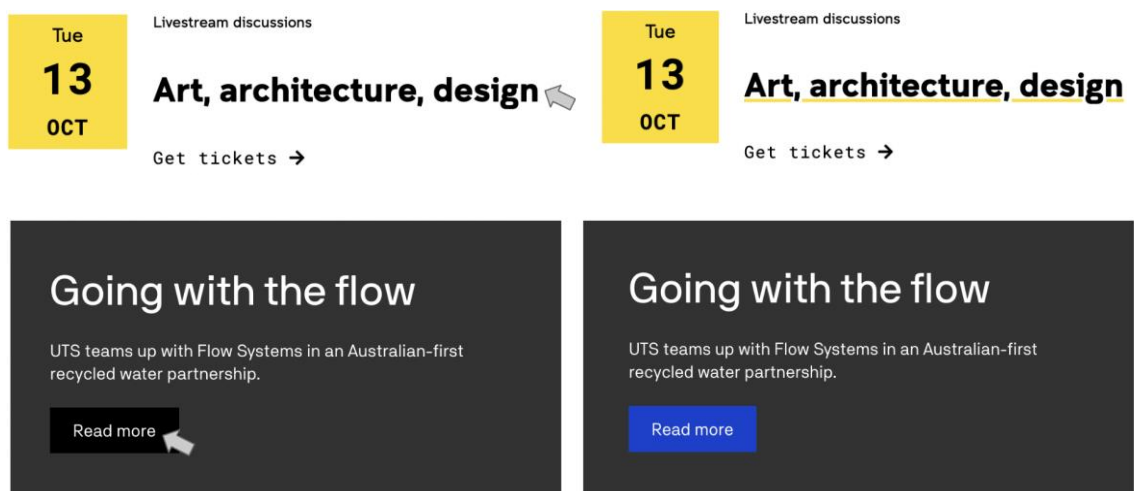 Tue
13
OCT
Livestream discussions
Art, architecture, design
Get tickets →
Tue
13
OCT
Livestream discussions
Art, architecture, design
Get tickets →
Going with the flow
UTS teams up with Flow Systems in an Australian-first
recycled water partnership.
Read more
Going with the flow
UTS teams up with Flow Systems in an Australian-first
recycled water partnership.
Read more